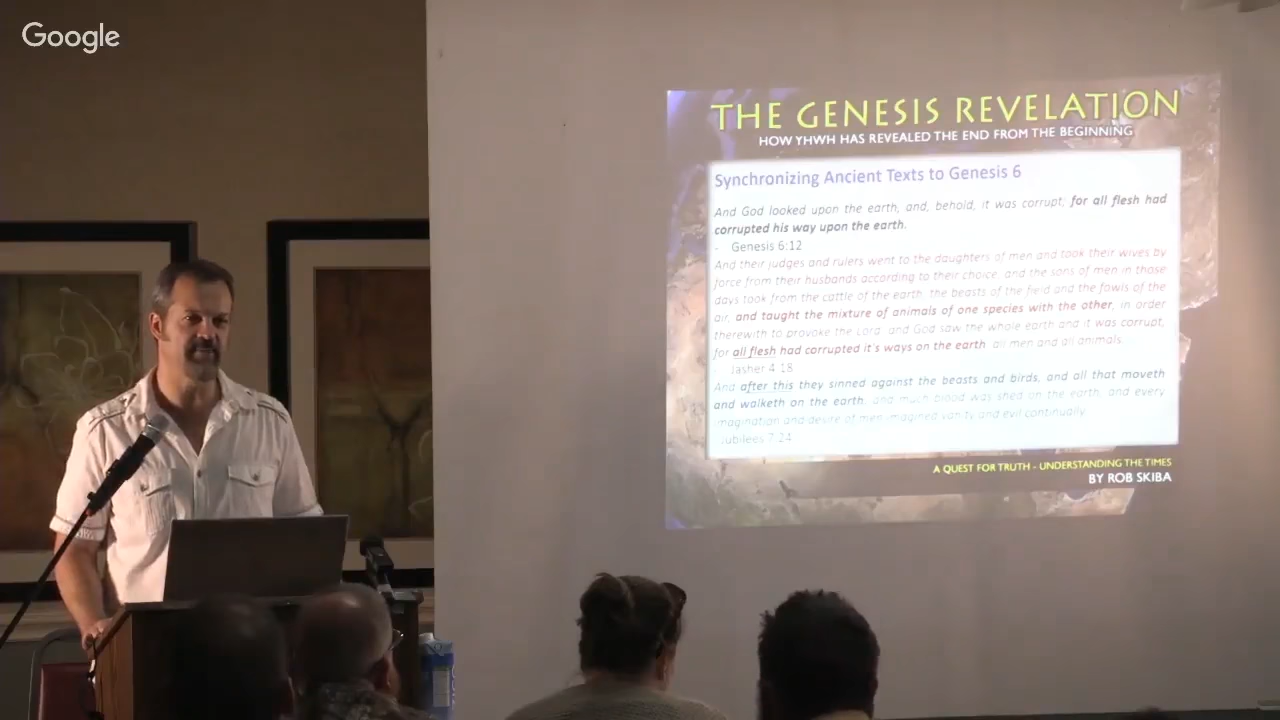 Google
THE GENESIS REVELATION
HOW YHWH HAS REVEALED THE END FROM THE BEGINNING
Synchronizing Ancient Texts to Genesis 6
And God looked upon the earth, and, behold, it was corrupt; for all flesh had
corrupted his way upon the earth.
- Genesis 6:12
And their judges and rulers went to the daughters of men and took their wives by
force from their husbands according to their choice, and the sons of men in those
days took from the cattle of the earth, the beasts of the field and the fowls of the
air, and taught the mixture of animals of one species with the other, in order
therewith to provoke the Lord; and God saw the whole earth and it was corrupt,
for all flesh had corrupted it's ways on the earth, all men and all animals.
- Jasher 4:18
And after this they sinned against the beasts and birds, and all that moveth
and walketh on the earth: and much blood was shed on the earth, and every
imagination and desire of men imagined vanity and evil continually.
- Jubilees 7:24
A QUEST FOR TRUTH - UNDERSTANDING THE TIMES
BY ROB SKIBA